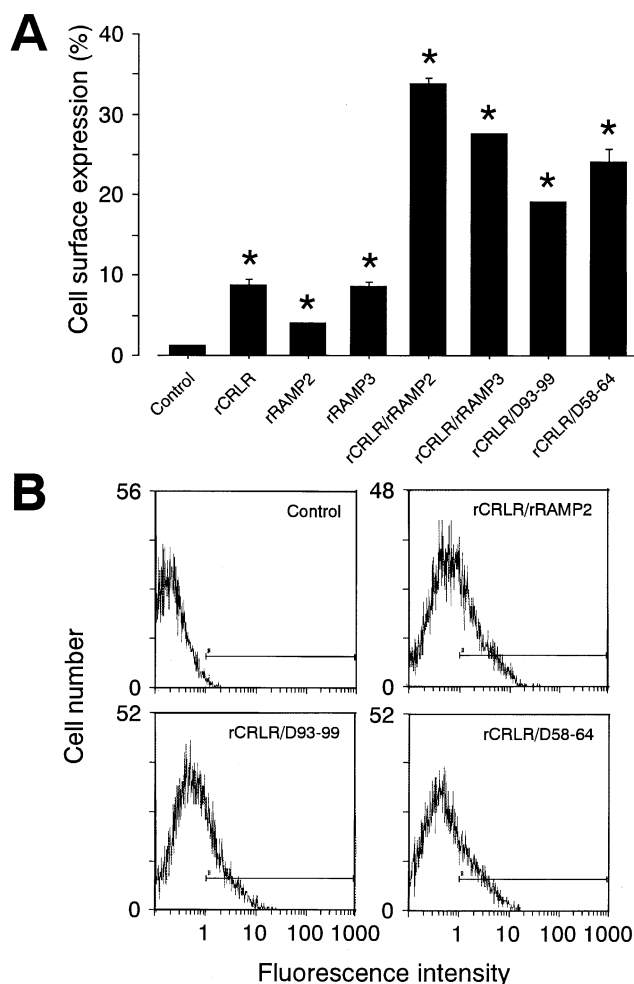 A
Cell surface expression (%)
40
30
20
10
0
*
*
*
*
*
*
*
Control
rCRLR
rRAMP2
rRAMP3
rCRLR/rRAMP2
rCRLR/rRAMP3
rCRLR/D93-99
rCRLR/D58-64
B
Cell number
56
Control
0
48
rCRLR/rRAMP2
0
52
rCRLR/D93-99
0
1 10 100 1000
52
rCRLR/D58-64
0
1 10 100 1000
Fluorescence intensity